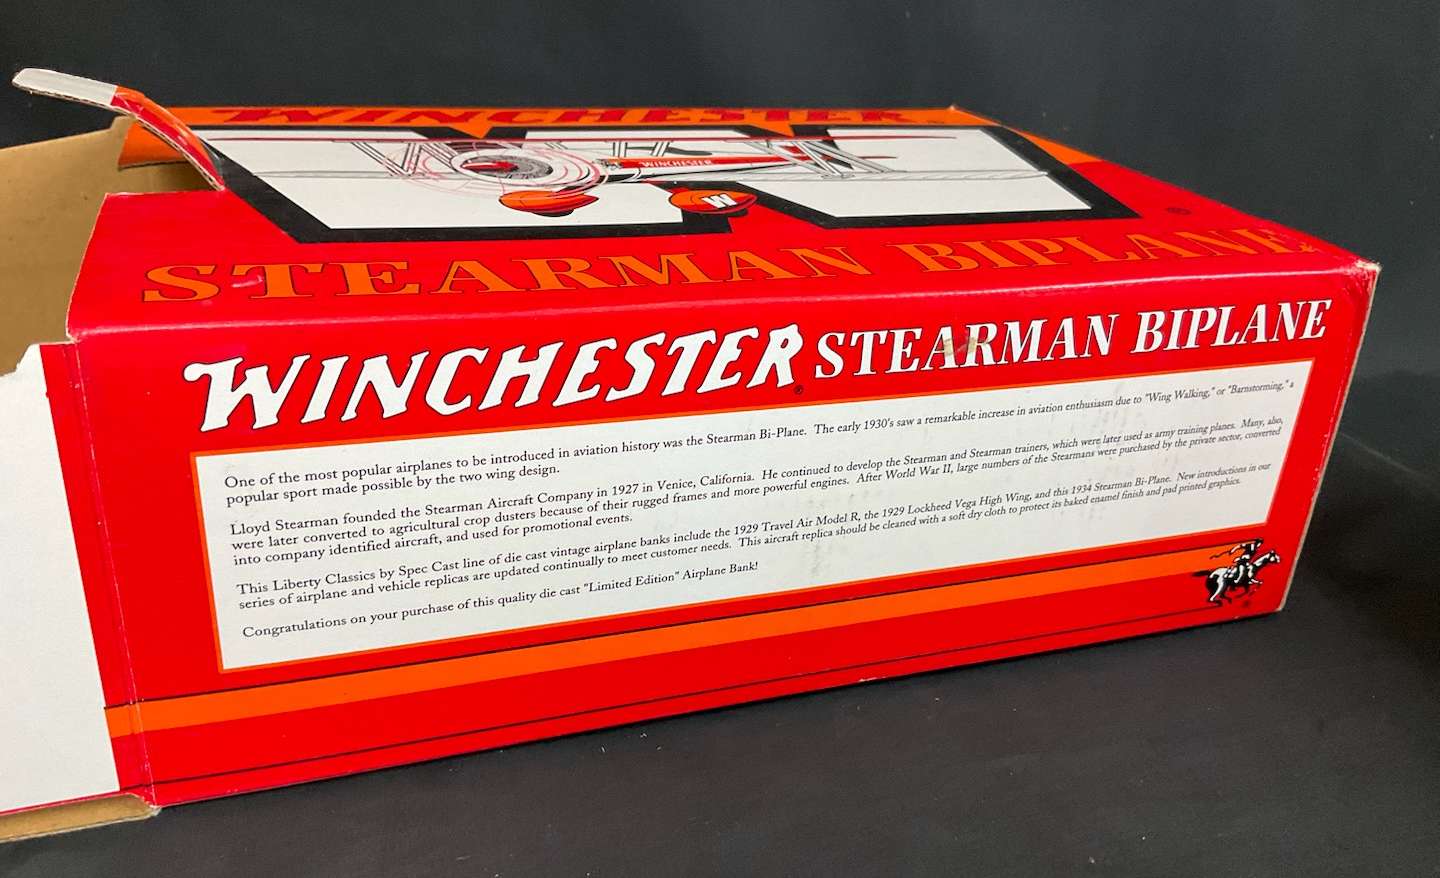 WINCHESTER
WINCHESTER
W
STEARMAN BIPLANE
WINCHESTER® STEARMAN BIPLANE
One of the most popular airplanes to be introduced in aviation history was the Stearman Bi-Plane. The early 1930's saw a remarkable increase in aviation enthusiasm due to "Wing Walking," or "Barnstorming," a
popular sport made possible by the two wing design.
Lloyd Stearman founded the Stearman Aircraft Company in 1927 in Venice, California. He continued to develop the Stearman and Stearman trainers, which were later used as army training planes. Many, also,
were later converted to agricultural crop dusters because of their rugged frames and more powerful engines. After World War II, large numbers of the Stearmans were purchased by the private sector, converted
into company identified aircraft, and used for promotional events.
This Liberty Classics by Spec Cast line of die cast vintage airplane banks include the 1929 Travel Air Model R, the 1929 Lockheed Vega High Wing, and this 1934 Stearman Bi-Plane. New introductions in our
series of airplane and vehicle replicas are updated continually to meet customer needs. This aircraft replica should be cleaned with a soft dry cloth to protect its baked enamel finish and pad printed graphics.
Congratulations on your purchase of this quality die cast "Limited Edition" Airplane Bank!